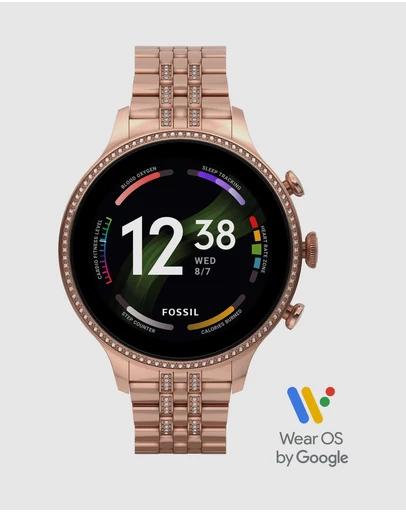 BLOOD OXYGEN
SLEEP TRACKING
CARDIO FITNESS LEVEL
12 38
WED
8/7
HEART RATE ZONE
FOSSIL
STEP COUNTER
CALORIES BURNED
Wear OS
by Google